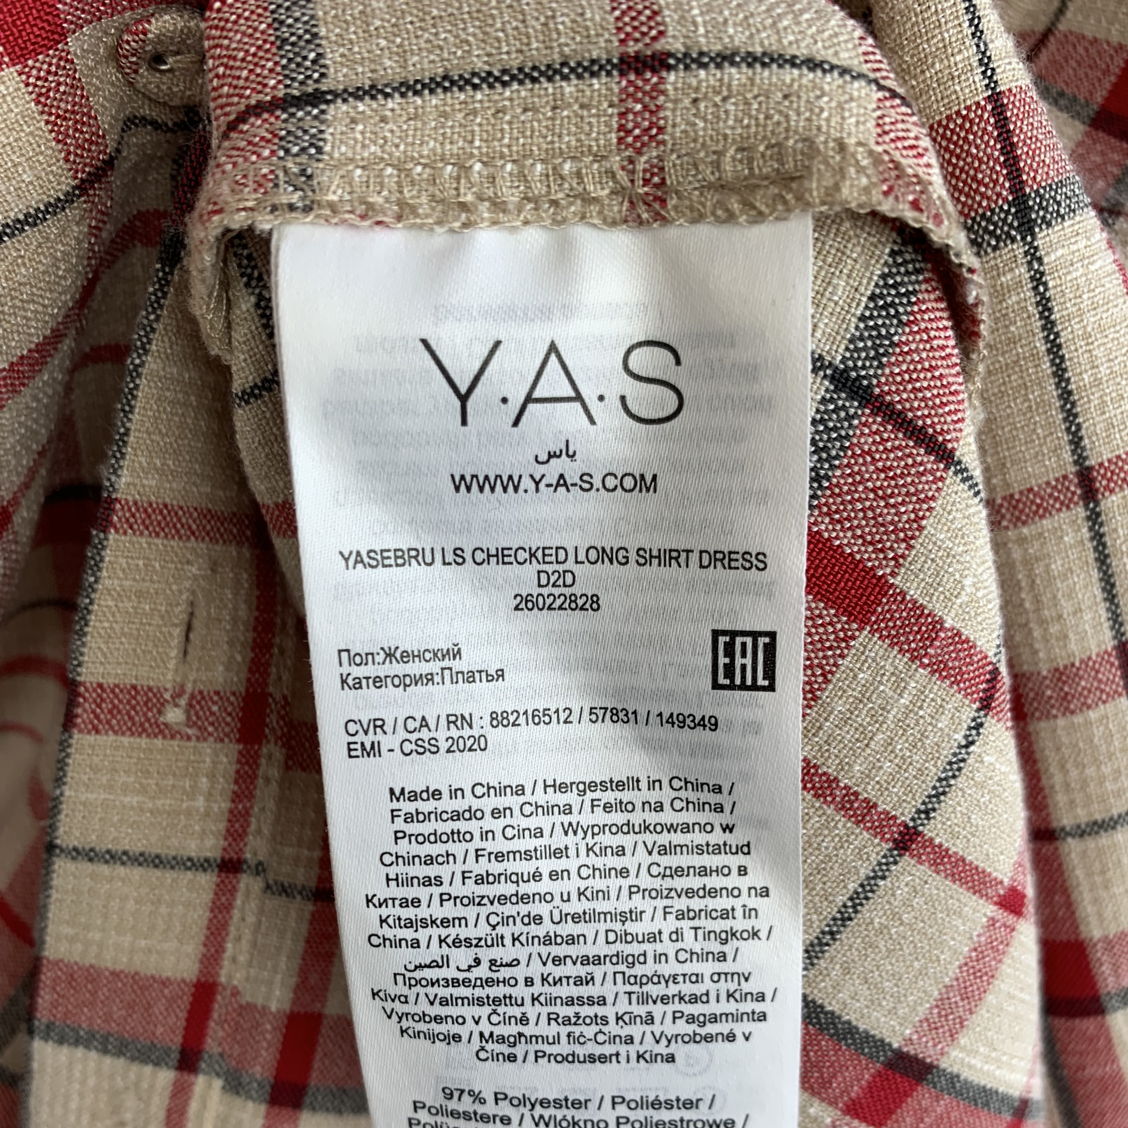 Y·A·S
ياس
WWW.Y-A-S.COM
YASEBRU LS CHECKED LONG SHIRT DRESS
D2D
26022828
Пол:Женский
Категория:Платья
EAC
CVR / CA / RN : 88216512 / 57831 / 149349
EMI - CSS 2020
Made in China / Hergestellt in China /
Fabricado en China / Feito na China /
Prodotto in Cina / Wyprodukowano w
Chinach / Fremstillet i Kina / Valmistatud
Hiinas / Fabriqué en Chine / Сделано в
Китае / Proizvedeno u Kini / Proizvedeno na
Kitajskem / Çin'de Üretilmiştir / Fabricat în
China / Készült Kínában / Dibuat di Tingkok /
صنع في الصين / Vervaardigd in China /
Произведено в Китай / Παράγεται στην
Κίνα / Valmistettu Kiinassa / Tillverkad i Kina /
Vyrobeno v Číně / Ražots Ķīnā / Pagaminta
Kinijoje / Magħmul fiċ-Ċina / Vyrobené v
Číne / Produsert i Kina
97% Polyester / Poliéster /
Poliestere / Włókno Poliestrowe /